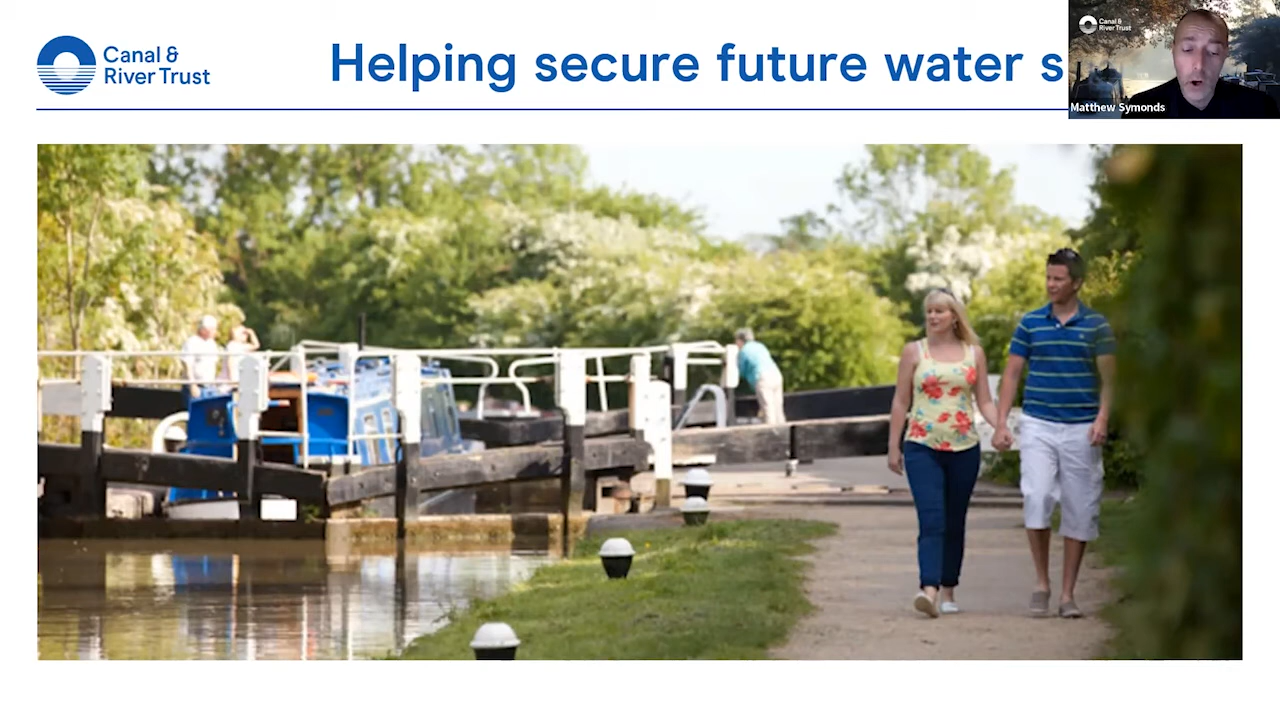 Canal &
River Trust
Helping secure future water s
Canal &
River Trust
Matthew Symonds